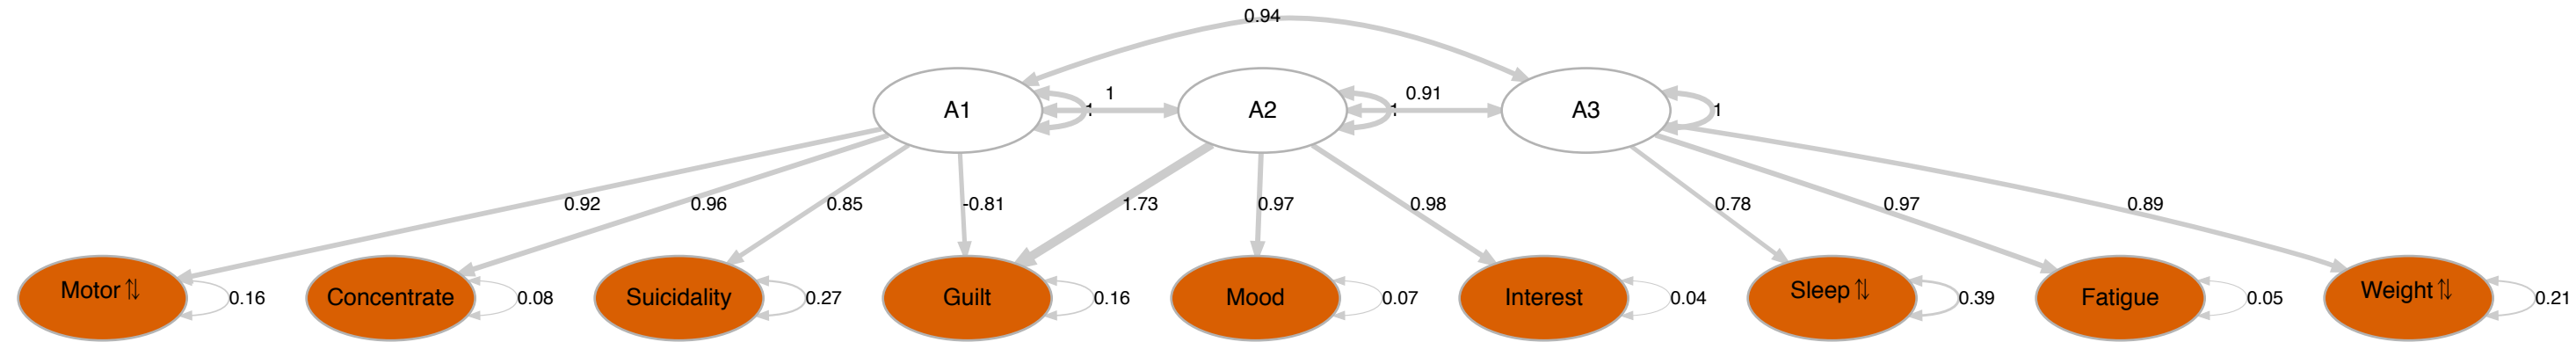 0.94
A1
1
1
A2
1
0.91
A3
1
0.92
0.96
0.85
-0.81
1.73
0.97
0.98
0.78
0.97
0.89
Motor⇅
0.16
Concentrate
0.08
Suicidality
0.27
Guilt
0.16
Mood
0.07
Interest
0.04
Sleep⇅
0.39
Fatigue
0.05
Weight⇅
0.21